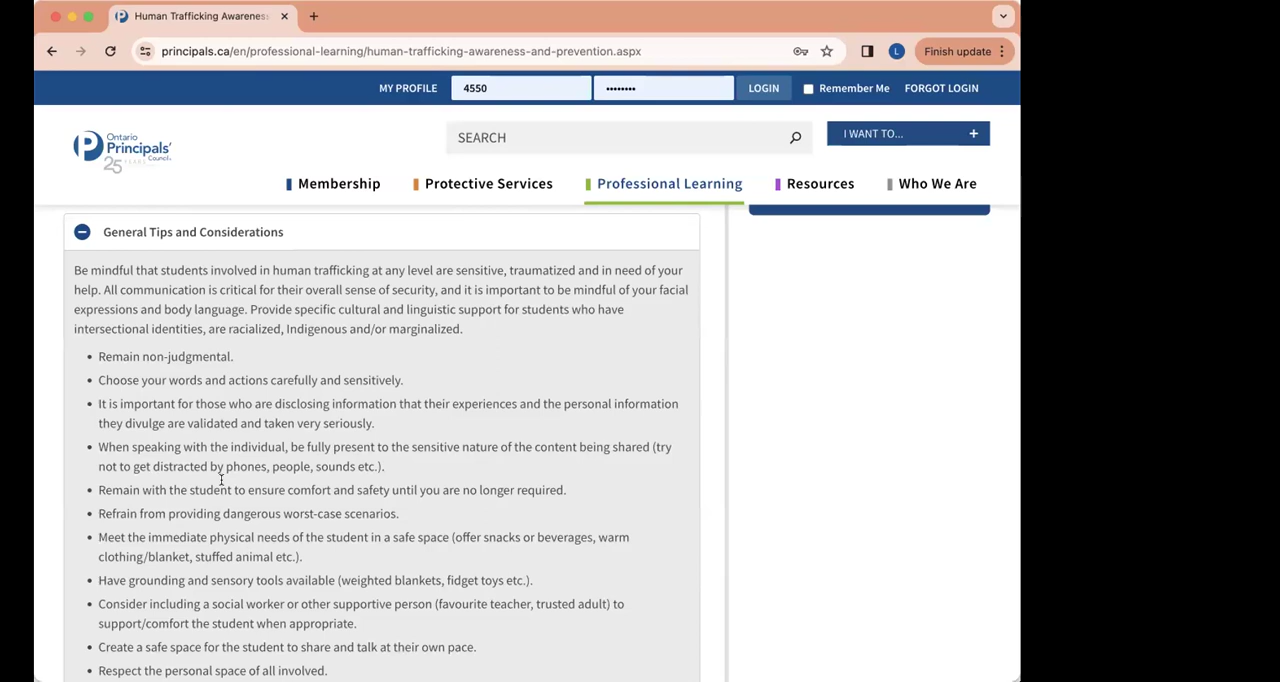 Human Trafficking Awareness
principals.ca/en/professional-learning/human-trafficking-awareness-and-prevention.aspx
L
Finish update
MY PROFILE
4550
••••••••
LOGIN
Remember Me
FORGOT LOGIN
Ontario
Principals'
Council
25 YEARS
SEARCH
I WANT TO...
+
Membership
Protective Services
Professional Learning
Resources
Who We Are
General Tips and Considerations
Be mindful that students involved in human trafficking at any level are sensitive, traumatized and in need of your
help. All communication is critical for their overall sense of security, and it is important to be mindful of your facial
expressions and body language. Provide specific cultural and linguistic support for students who have
intersectional identities, are racialized, Indigenous and/or marginalized.
• Remain non-judgmental.
• Choose your words and actions carefully and sensitively.
• It is important for those who are disclosing information that their experiences and the personal information
they divulge are validated and taken very seriously.
• When speaking with the individual, be fully present to the sensitive nature of the content being shared (try
not to get distracted by phones, people, sounds etc.).
• Remain with the student to ensure comfort and safety until you are no longer required.
• Refrain from providing dangerous worst-case scenarios.
• Meet the immediate physical needs of the student in a safe space (offer snacks or beverages, warm
clothing/blanket, stuffed animal etc.).
• Have grounding and sensory tools available (weighted blankets, fidget toys etc.).
• Consider including a social worker or other supportive person (favourite teacher, trusted adult) to
support/comfort the student when appropriate.
• Create a safe space for the student to share and talk at their own pace.
• Respect the personal space of all involved.